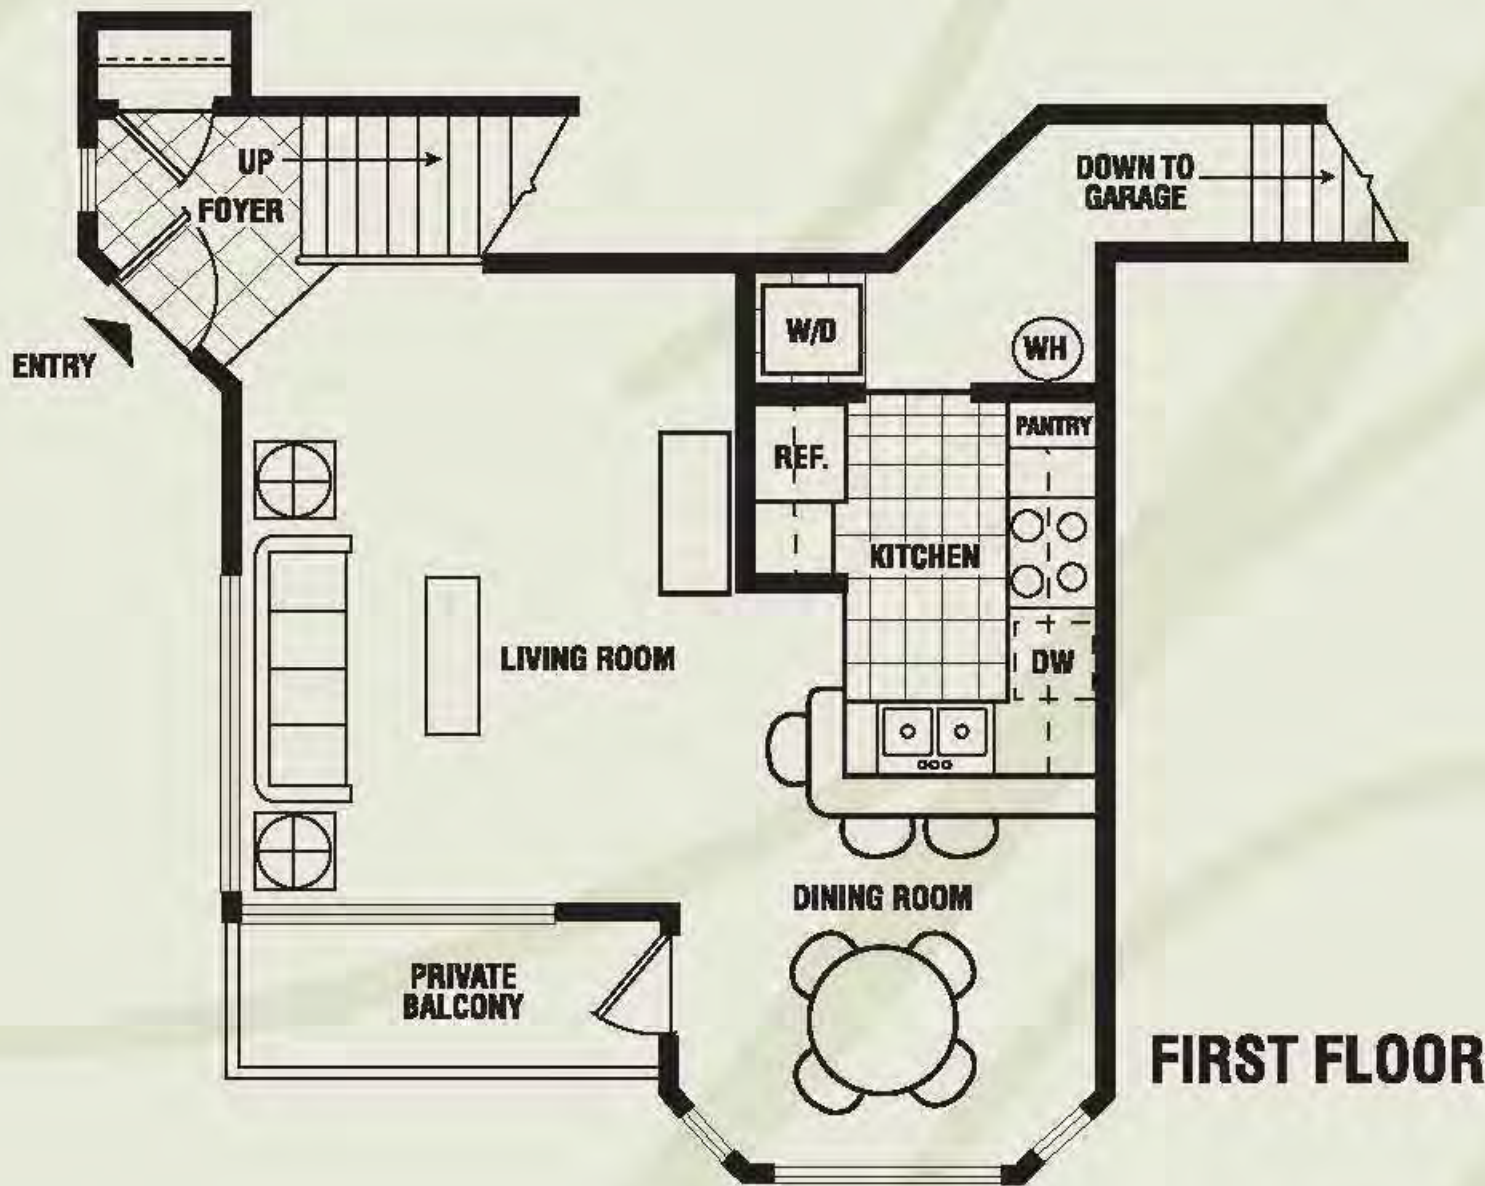 UP
FOYER
DOWN TO
GARAGE
ENTRY
W/D
WH
PANTRY
REF.
KITCHEN
LIVING ROOM
DW
DINING ROOM
PRIVATE
BALCONY
FIRST FLOOR